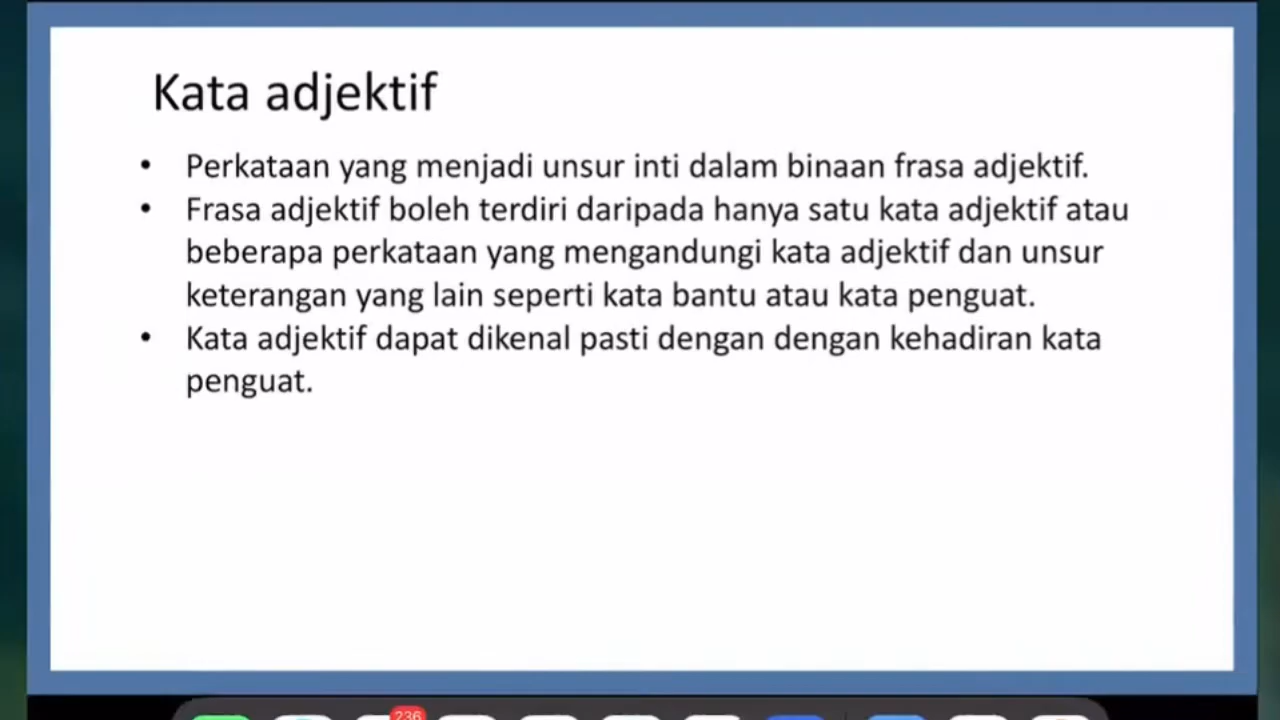 Kata adjektif
• Perkataan yang menjadi unsur inti dalam binaan frasa adjektif.
• Frasa adjektif boleh terdiri daripada hanya satu kata adjektif atau
beberapa perkataan yang mengandungi kata adjektif dan unsur
keterangan yang lain seperti kata bantu atau kata penguat.
• Kata adjektif dapat dikenal pasti dengan dengan kehadiran kata
penguat.
236